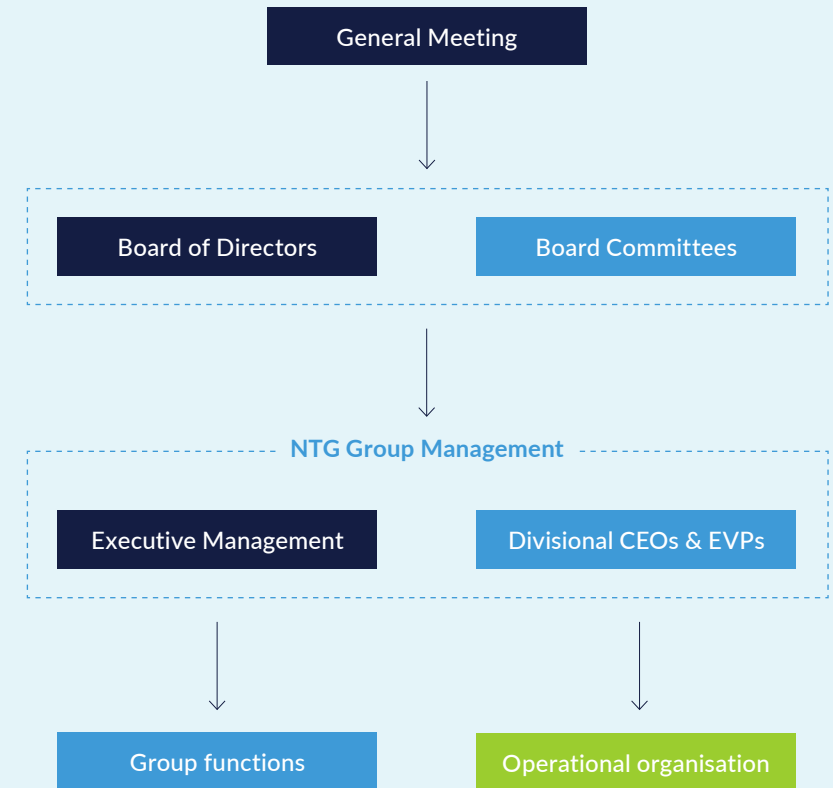 General Meeting
Board of Directors
Board Committees
NTG Group Management
Executive Management
Divisional CEOs & EVPs
Group functions
Operational organisation